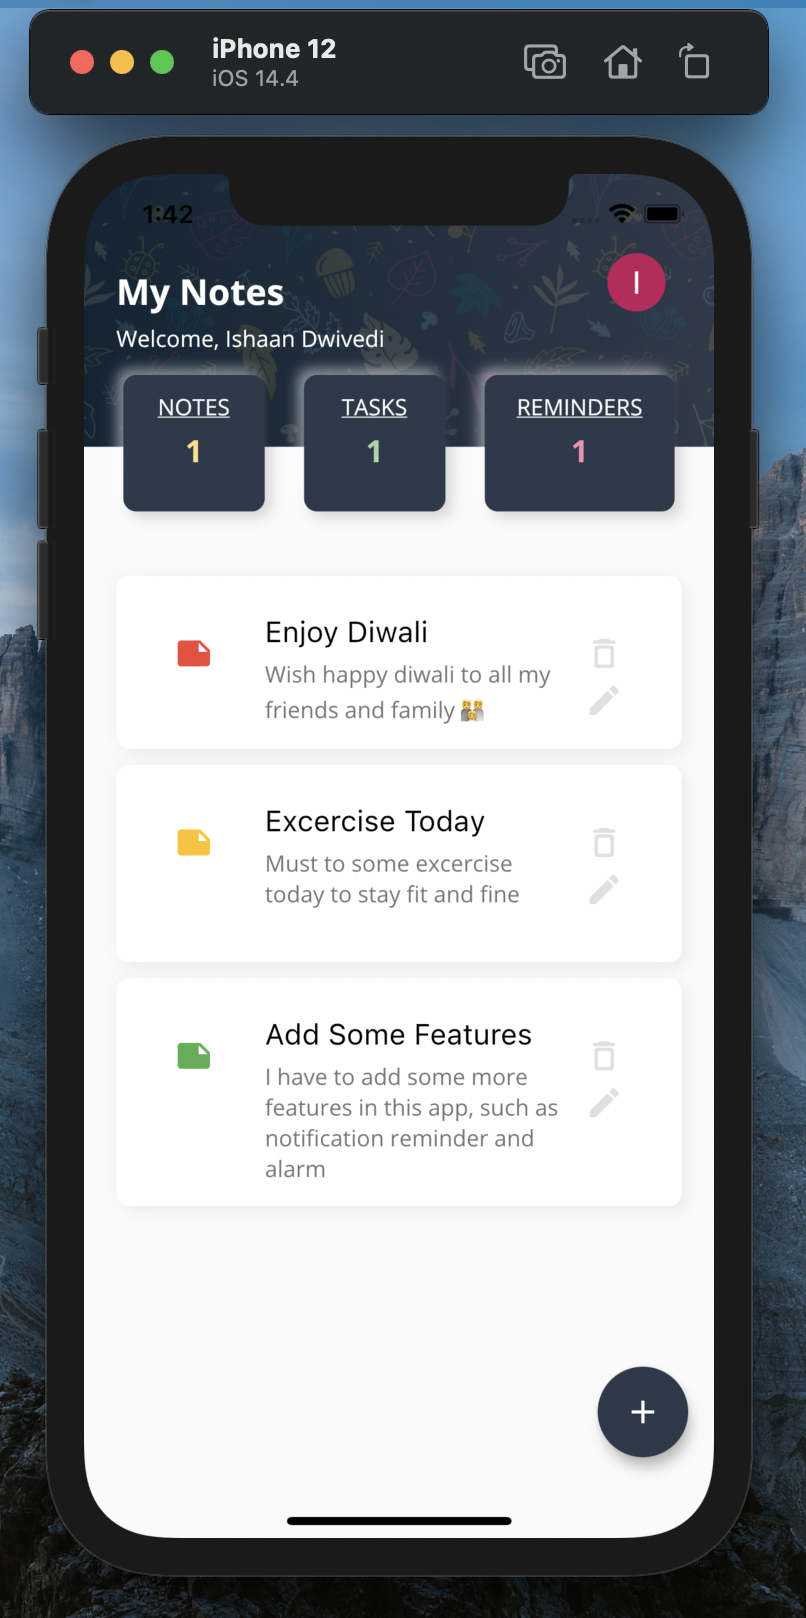 iPhone 12
iOS 14.4
1:42
My Notes
I
Welcome, Ishaan Dwivedi
NOTES
1
TASKS
1
REMINDERS
1
Enjoy Diwali
Wish happy diwali to all my
friends and family 👨‍👩‍👦‍👦
Excercise Today
Must to some excercise
today to stay fit and fine
Add Some Features
I have to add some more
features in this app, such as
notification reminder and
alarm
+